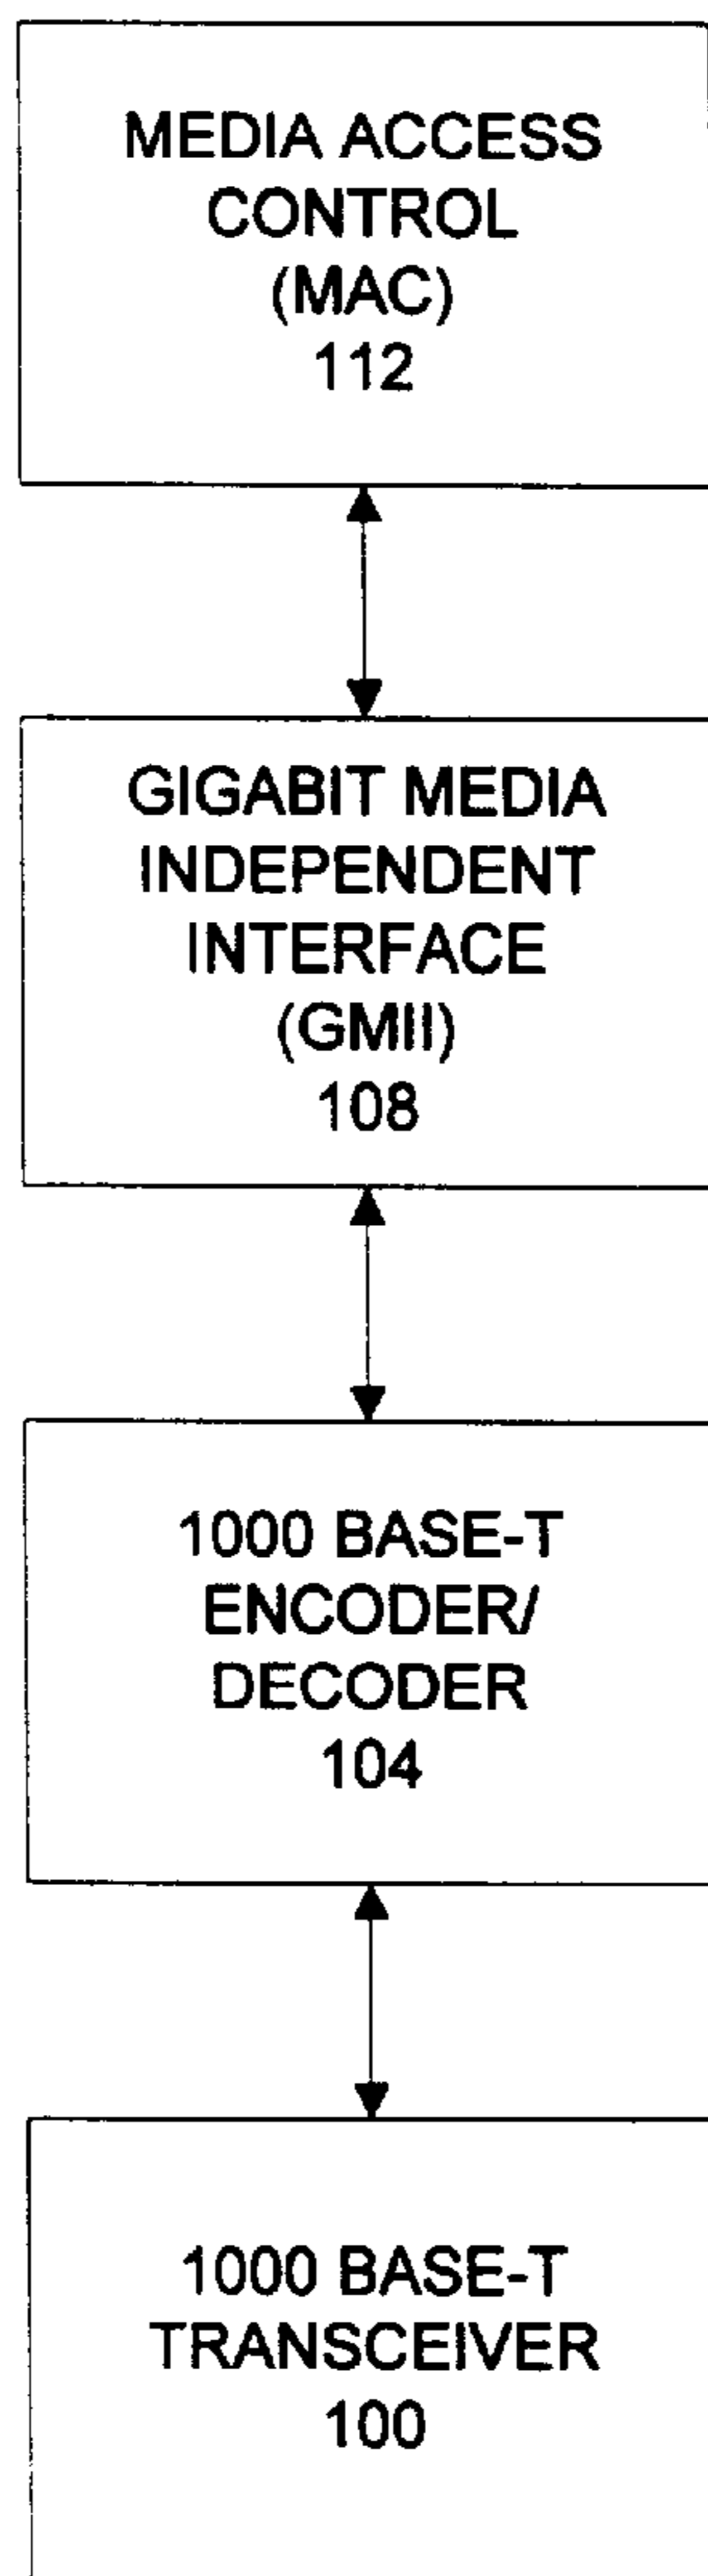 MEDIA ACCESS
CONTROL
(MAC)
112
GIGABIT MEDIA
INDEPENDENT
INTERFACE
(GMII)
108
1000 BASE-T
ENCODER/
DECODER
104
1000 BASE-T
TRANSCEIVER
100